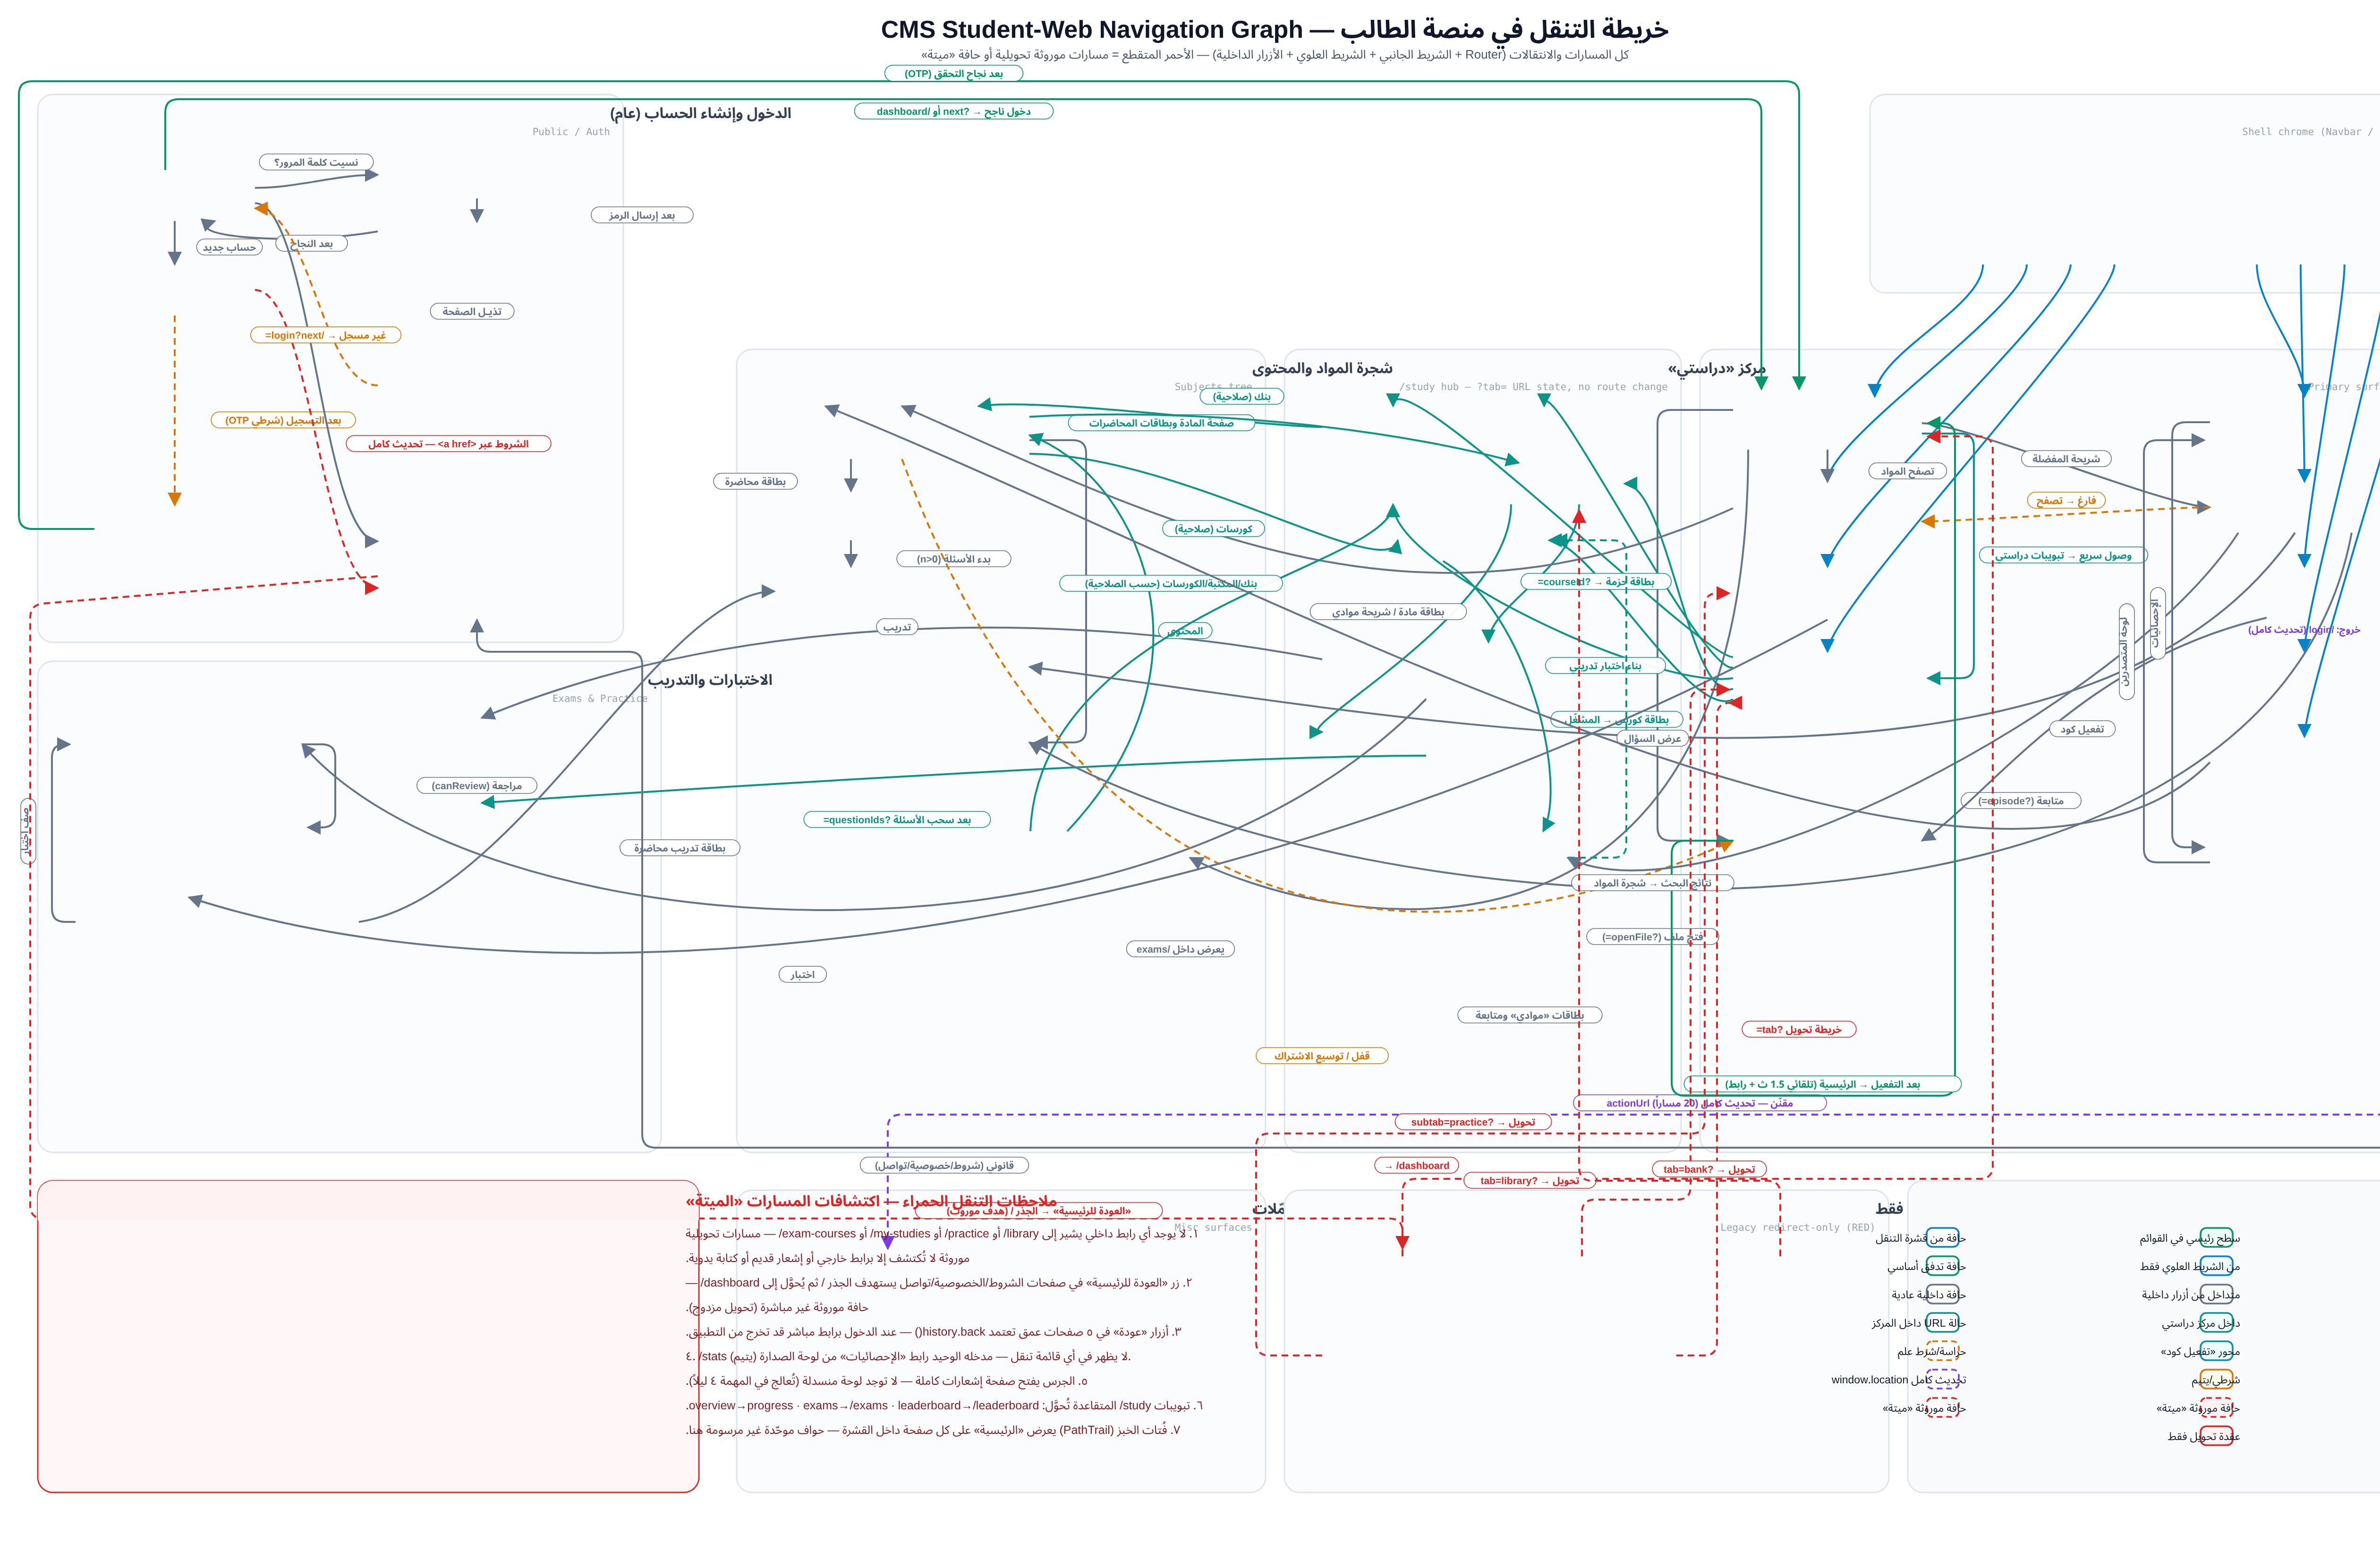 خريطة التنقل في منصة الطالب — CMS Student-Web Navigation Graph
كل المسارات والانتقالات (Router + الشريط الجانبي + الشريط العلوي + الأزرار الداخلية) — الأحمر المتقطع = مسارات موروثة تحويلية أو حافة «ميتة»
بعد نجاح التحقق (OTP)
دخول ناجح → ?next أو /dashboard
الدخول وإنشاء الحساب (عام)
Public / Auth
Shell chrome (Navbar /
نسيت كلمة المرور؟
بعد إرسال الرمز
بعد النجاح
حساب جديد
تذيـل الصفحة
غير مسجل → /login?next=
بعد التسجيل (شرطي OTP)
الشروط عبر <a href> — تحديث كامل
شجرة المواد والمحتوى
Subjects tree
مركز «دراستي»
/study hub — ?tab= URL state, no route change
Primary surf
بنك (صلاحية)
صفحة المادة وبطاقات المحاضرات
بطاقة محاضرة
تصفح المواد
شريحة المفضلة
فارغ → تصفح
كورسات (صلاحية)
بدء الأسئلة (n>0)
وصول سريع → تبويبات دراستي
بنك/المكتبة/الكورسات (حسب الصلاحية)
بطاقة حزمة → ?courseId=
بطاقة مادة / شريحة موادي
تدريب
المحتوى
لوحة المتصدرين
الإحصائيات
خروج: /login (تحديث كامل)
بناء اختبار تدريبي
الاختبارات والتدريب
Exams & Practice
بطاقة كورس → المشغّل
عرض السؤال
تفعيل كود
مراجعة (canReview)
متابعة (?episode=)
صف اختبار
بعد سحب الأسئلة ?questionIds=
بطاقة تدريب محاضرة
نتائج البحث → شجرة المواد
فتح ملف (?openFile=)
يعرض داخل /exams
اختبار
بطاقات «موادي» ومتابعة
خريطة تحويل ?tab=
قفل / توسيع الاشتراك
بعد التفعيل → الرئيسية (تلقائي 1.5 ث + رابط)
actionUrl مقنّن — تحديث كامل (20 مساراً)
تحويل → ?subtab=practice
قانوني (شروط/خصوصية/تواصل)
→ /dashboard
تحويل → ?tab=bank
تحويل → ?tab=library
ملاحظات التنقل الحمراء — اكتشافات المسارات «الميتة»
«العودة للرئيسية» → الجذر / (هدف موروث)
Misc surfaces
فقط
Legacy redirect-only (RED)
١. لا يوجد أي رابط داخلي يشير إلى /library أو /practice أو /my-studies أو /exam-courses — مسارات تحويلية
موروثة لا تُكتشف إلا برابط خارجي أو إشعار قديم أو كتابة يدوية.
٢. زر «العودة للرئيسية» في صفحات الشروط/الخصوصية/تواصل يستهدف الجذر / ثم يُحوَّل إلى /dashboard —
حافة موروثة غير مباشرة (تحويل مزدوج).
٣. أزرار «عودة» في ٥ صفحات عمق تعتمد history.back() — عند الدخول برابط مباشر قد تخرج من التطبيق.
٤. /stats لا يظهر في أي قائمة تنقل — مدخله الوحيد رابط «الإحصائيات» من لوحة الصدارة (يتيم).
٥. الجرس يفتح صفحة إشعارات كاملة — لا توجد لوحة منسدلة (تُعالج في المهمة ٤ ليلاً).
٦. تبويبات /study المتقاعدة تُحوَّل: overview→progress · exams→/exams · leaderboard→/leaderboard.
٧. فُتات الخبز (PathTrail) يعرض «الرئيسية» على كل صفحة داخل القشرة — حواف موحّدة غير مرسومة هنا.
حافة من قشرة التنقل
حافة تدفق أساسي
حافة داخلية عادية
حالة URL داخل المركز
حراسة/شرط علم
تحديث كامل window.location
حافة موروثة «ميتة»
سطح رئيسي في القوائم
من الشريط العلوي فقط
متداخل من أزرار داخلية
داخل مركز دراستي
محور «تفعيل كود»
شرطي/يتيم
حافة موروثة «ميتة»
عقدة تحويل فقط